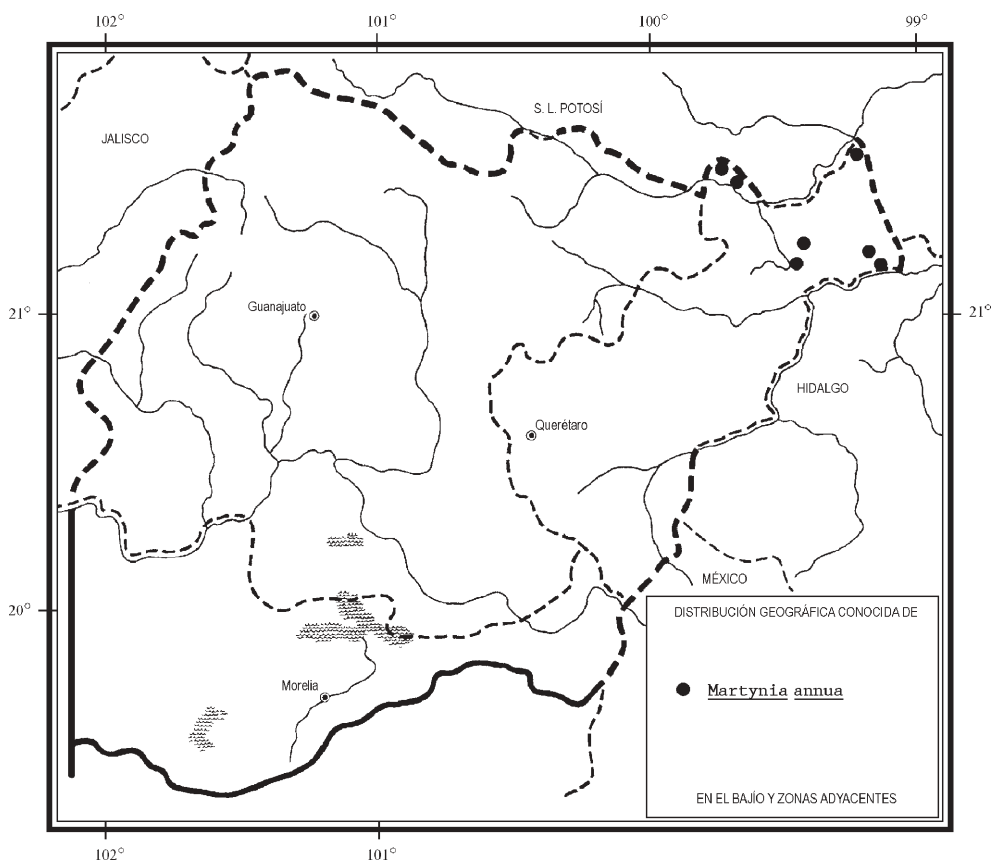 102°
101°
100°
99°
S. L. POTOSÍ
JALISCO
Guanajuato
21°
21°
HIDALGO
Querétaro
MÉXICO
20°
DISTRIBUCIÓN GEOGRÁFICA CONOCIDA DE
Morelia
Martynia annua
EN EL BAJÍO Y ZONAS ADYACENTES
102°
101°